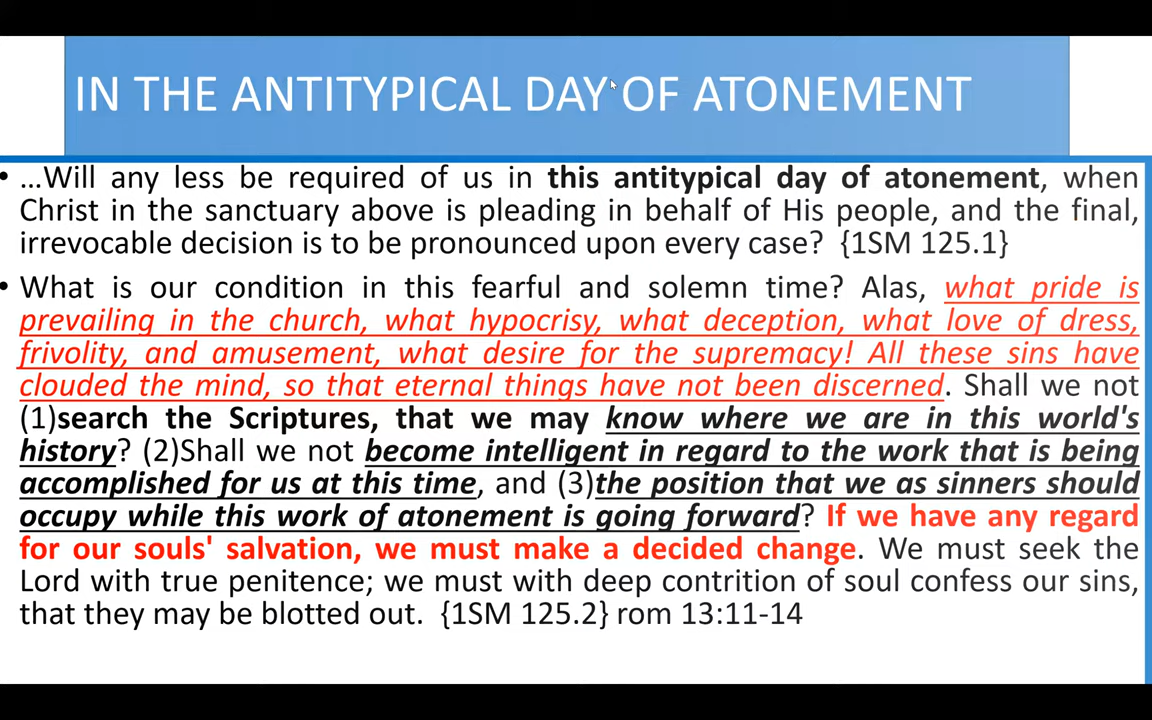 IN THE ANTITYPICAL DAY OF ATONEMENT
• …Will any less be required of us in this antitypical day of atonement, when
Christ in the sanctuary above is pleading in behalf of His people, and the final,
irrevocable decision is to be pronounced upon every case? {1SM 125.1}
• What is our condition in this fearful and solemn time? Alas, what pride is
prevailing in the church, what hypocrisy, what deception, what love of dress,
frivolity, and amusement, what desire for the supremacy! All these sins have
clouded the mind, so that eternal things have not been discerned. Shall we not
(1)search the Scriptures, that we may know where we are in this world's
history? (2)Shall we not become intelligent in regard to the work that is being
accomplished for us at this time, and (3)the position that we as sinners should
occupy while this work of atonement is going forward? If we have any regard
for our souls' salvation, we must make a decided change. We must seek the
Lord with true penitence; we must with deep contrition of soul confess our sins,
that they may be blotted out. {1SM 125.2} rom 13:11-14